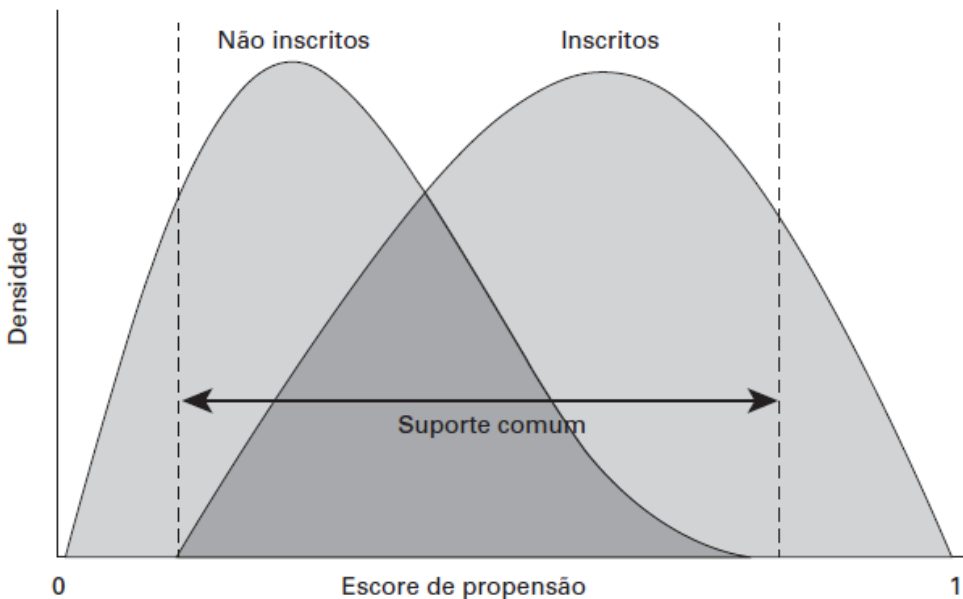 Não inscritos
Inscritos
Densidade
Suporte comum
0
Escore de propensão
1